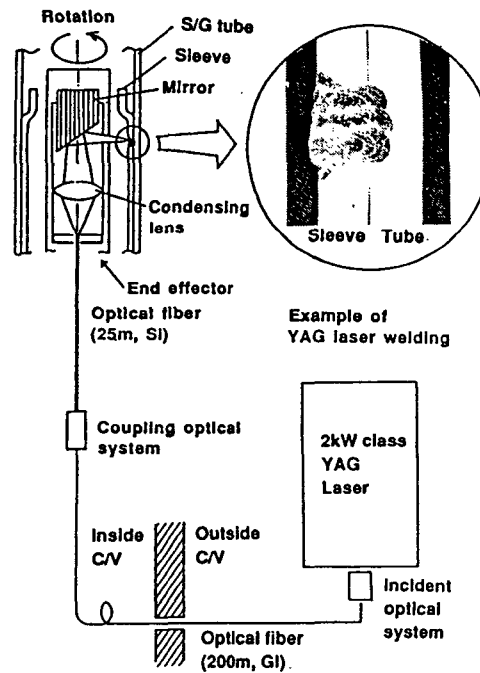 Rotation
S/G tube
Sleeve
Mirror
Condensing
lens
Sleeve Tube
End effector
Optical fiber
(25m, SI)
Example of
YAG laser welding
Coupling optical
system
2kW class
YAG
Laser
Inside
C/V
Outside
C/V
Incident
optical
system
Optical fiber
(200m, GI)